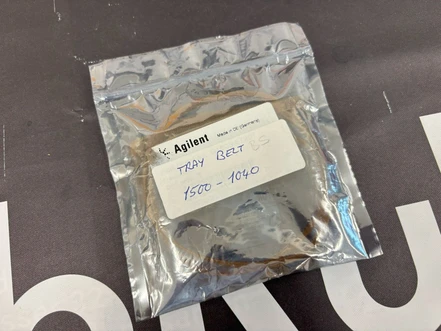 Agilent
Made in DE (Germany)
TRAY BELT
1500-1040